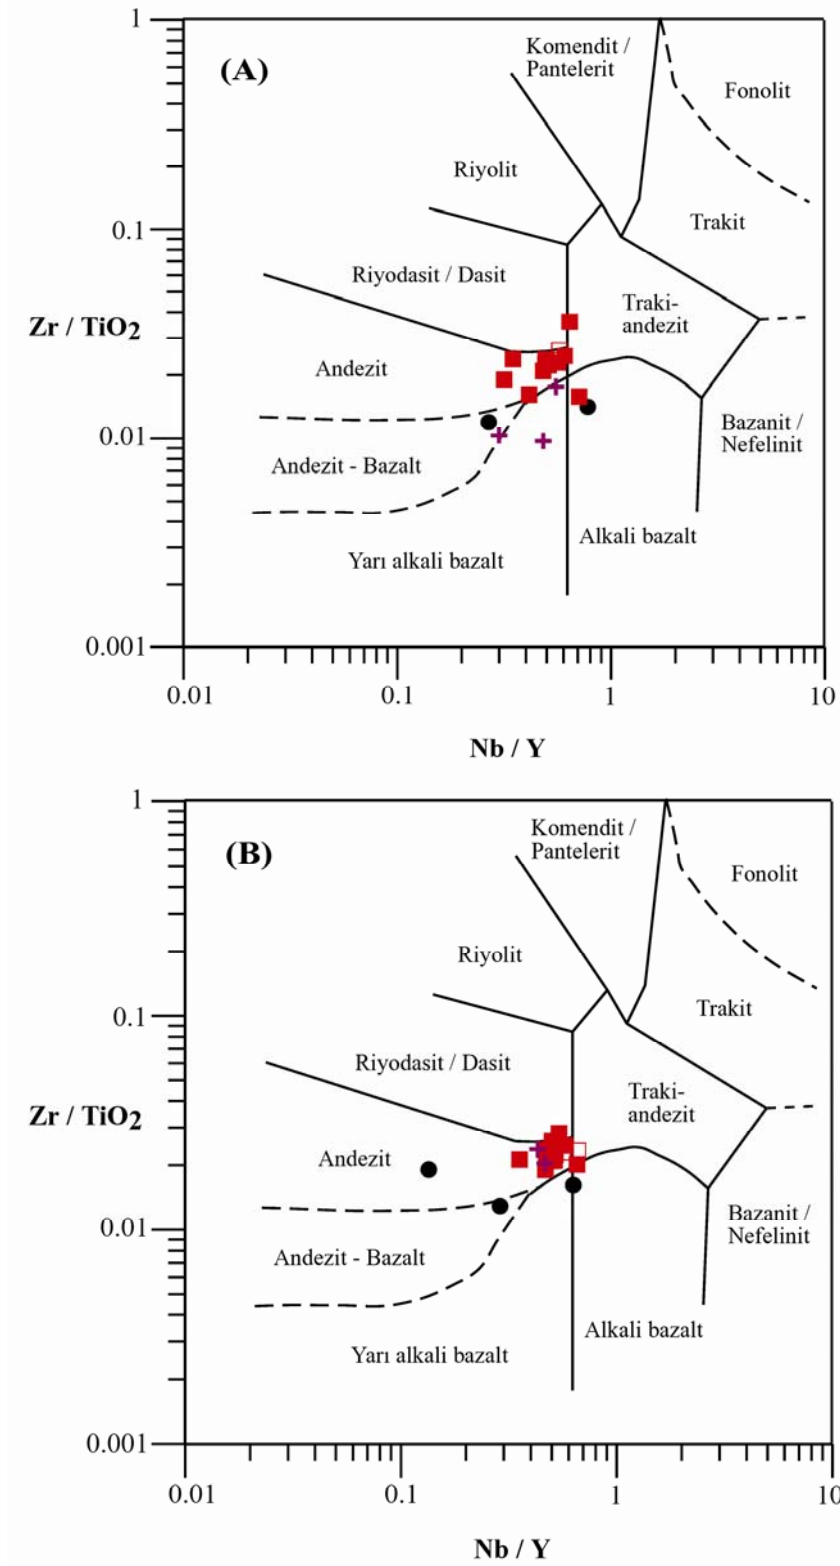 1
(A)
Komendit /
Pantelerit
Fonolit
Riyolit
0.1
Trakit
Riyodasit / Dasit
Traki-
andezit
Zr / TiO2
Andezit
0.01
Bazanit /
Nefelinit
Andezit - Bazalt
Alkali bazalt
Yarı alkali bazalt
0.001
0.01
0.1
1
10
Nb / Y
1
(B)
Komendit /
Pantelerit
Fonolit
Riyolit
0.1
Trakit
Riyodasit / Dasit
Traki-
andezit
Zr / TiO2
Andezit
0.01
Bazanit /
Nefelinit
Andezit - Bazalt
Alkali bazalt
Yarı alkali bazalt
0.001
0.01
0.1
1
10
Nb / Y